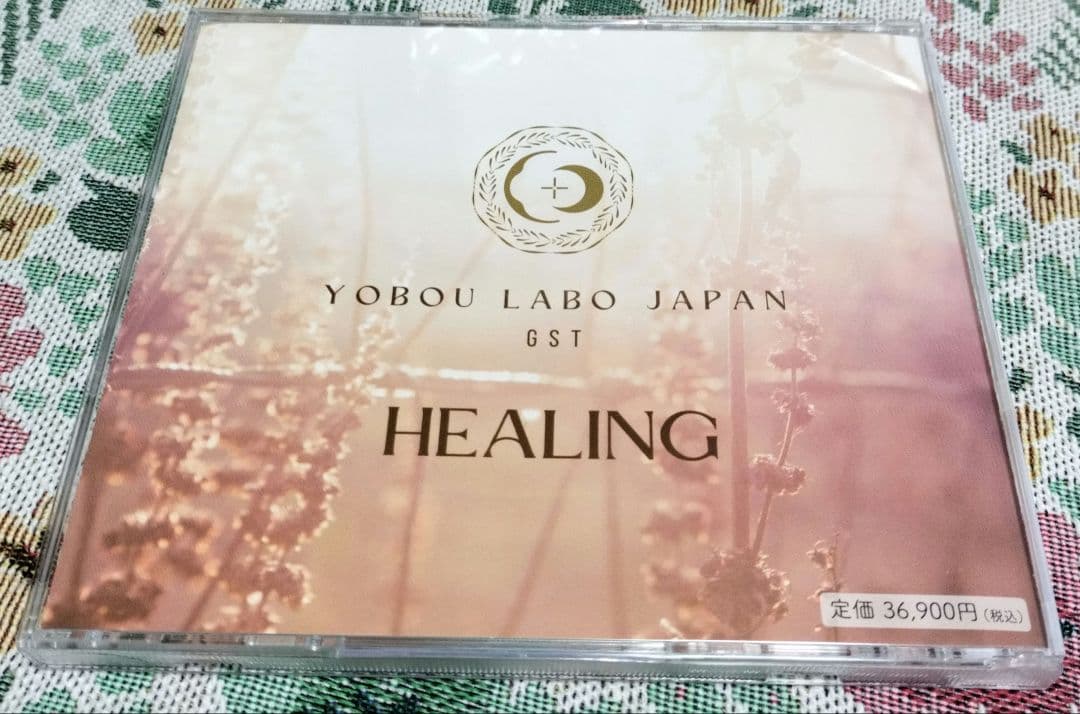 YOBOU LABO JAPAN
GST
HEALING
定価 36,900円(税込)